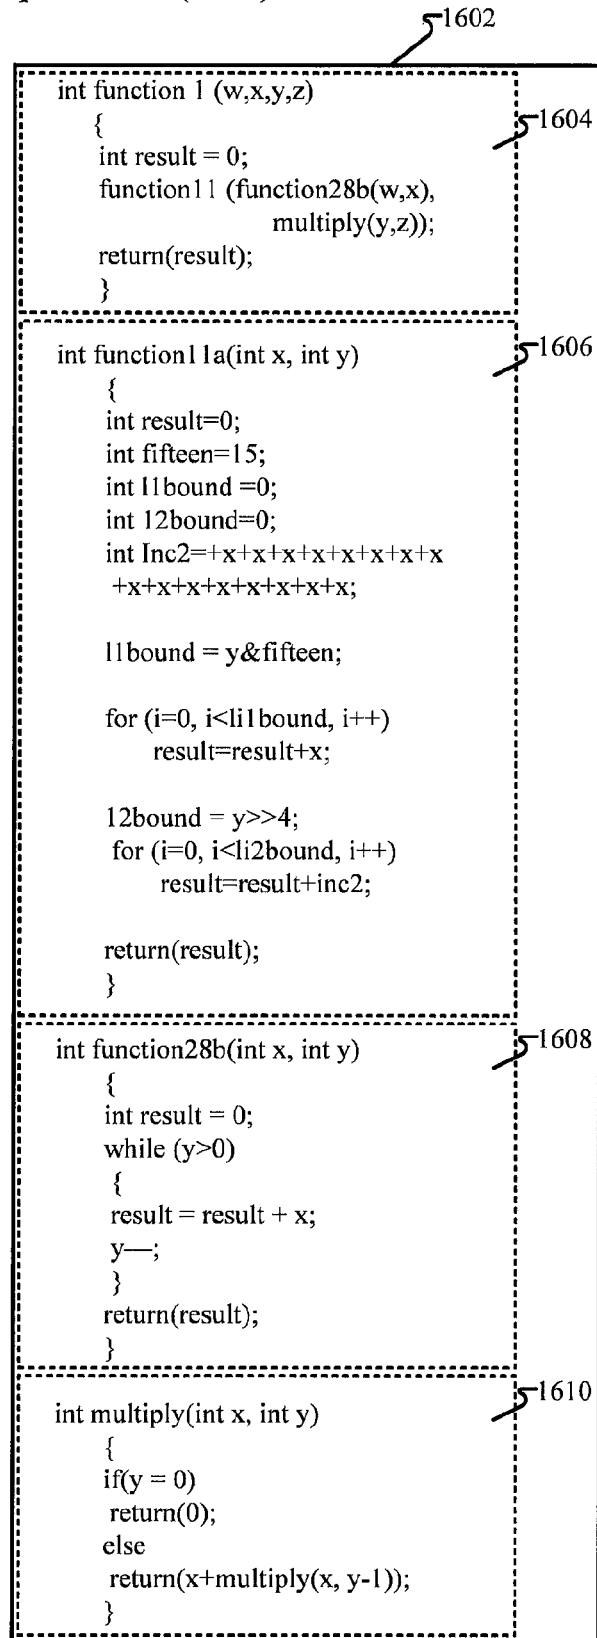 1602
int function 1 (w,x,y,z)
1604
{
int result = 0;
function11 (function28b(w,x),
multiply(y,z));
return(result);
}
int function11a(int x, int y)
1606
{
int result=0;
int fifteen=15;
int l1bound =0;
int 12bound=0;
int Inc2=+x+x+x+x+x+x+x+x
+x+x+x+x+x+x+x+x;
l1bound = y&fifteen;
for (i=0, i<li1bound, i++)
result=result+x;
12bound = y>>4;
for (i=0, i<li2bound, i++)
result=result+inc2;
return(result);
}
int function28b(int x, int y)
1608
{
int result = 0;
while (y>0)
{
result = result + x;
y—;
}
return(result);
}
int multiply(int x, int y)
1610
{
if(y = 0)
return(0);
else
return(x+multiply(x, y-1));
}